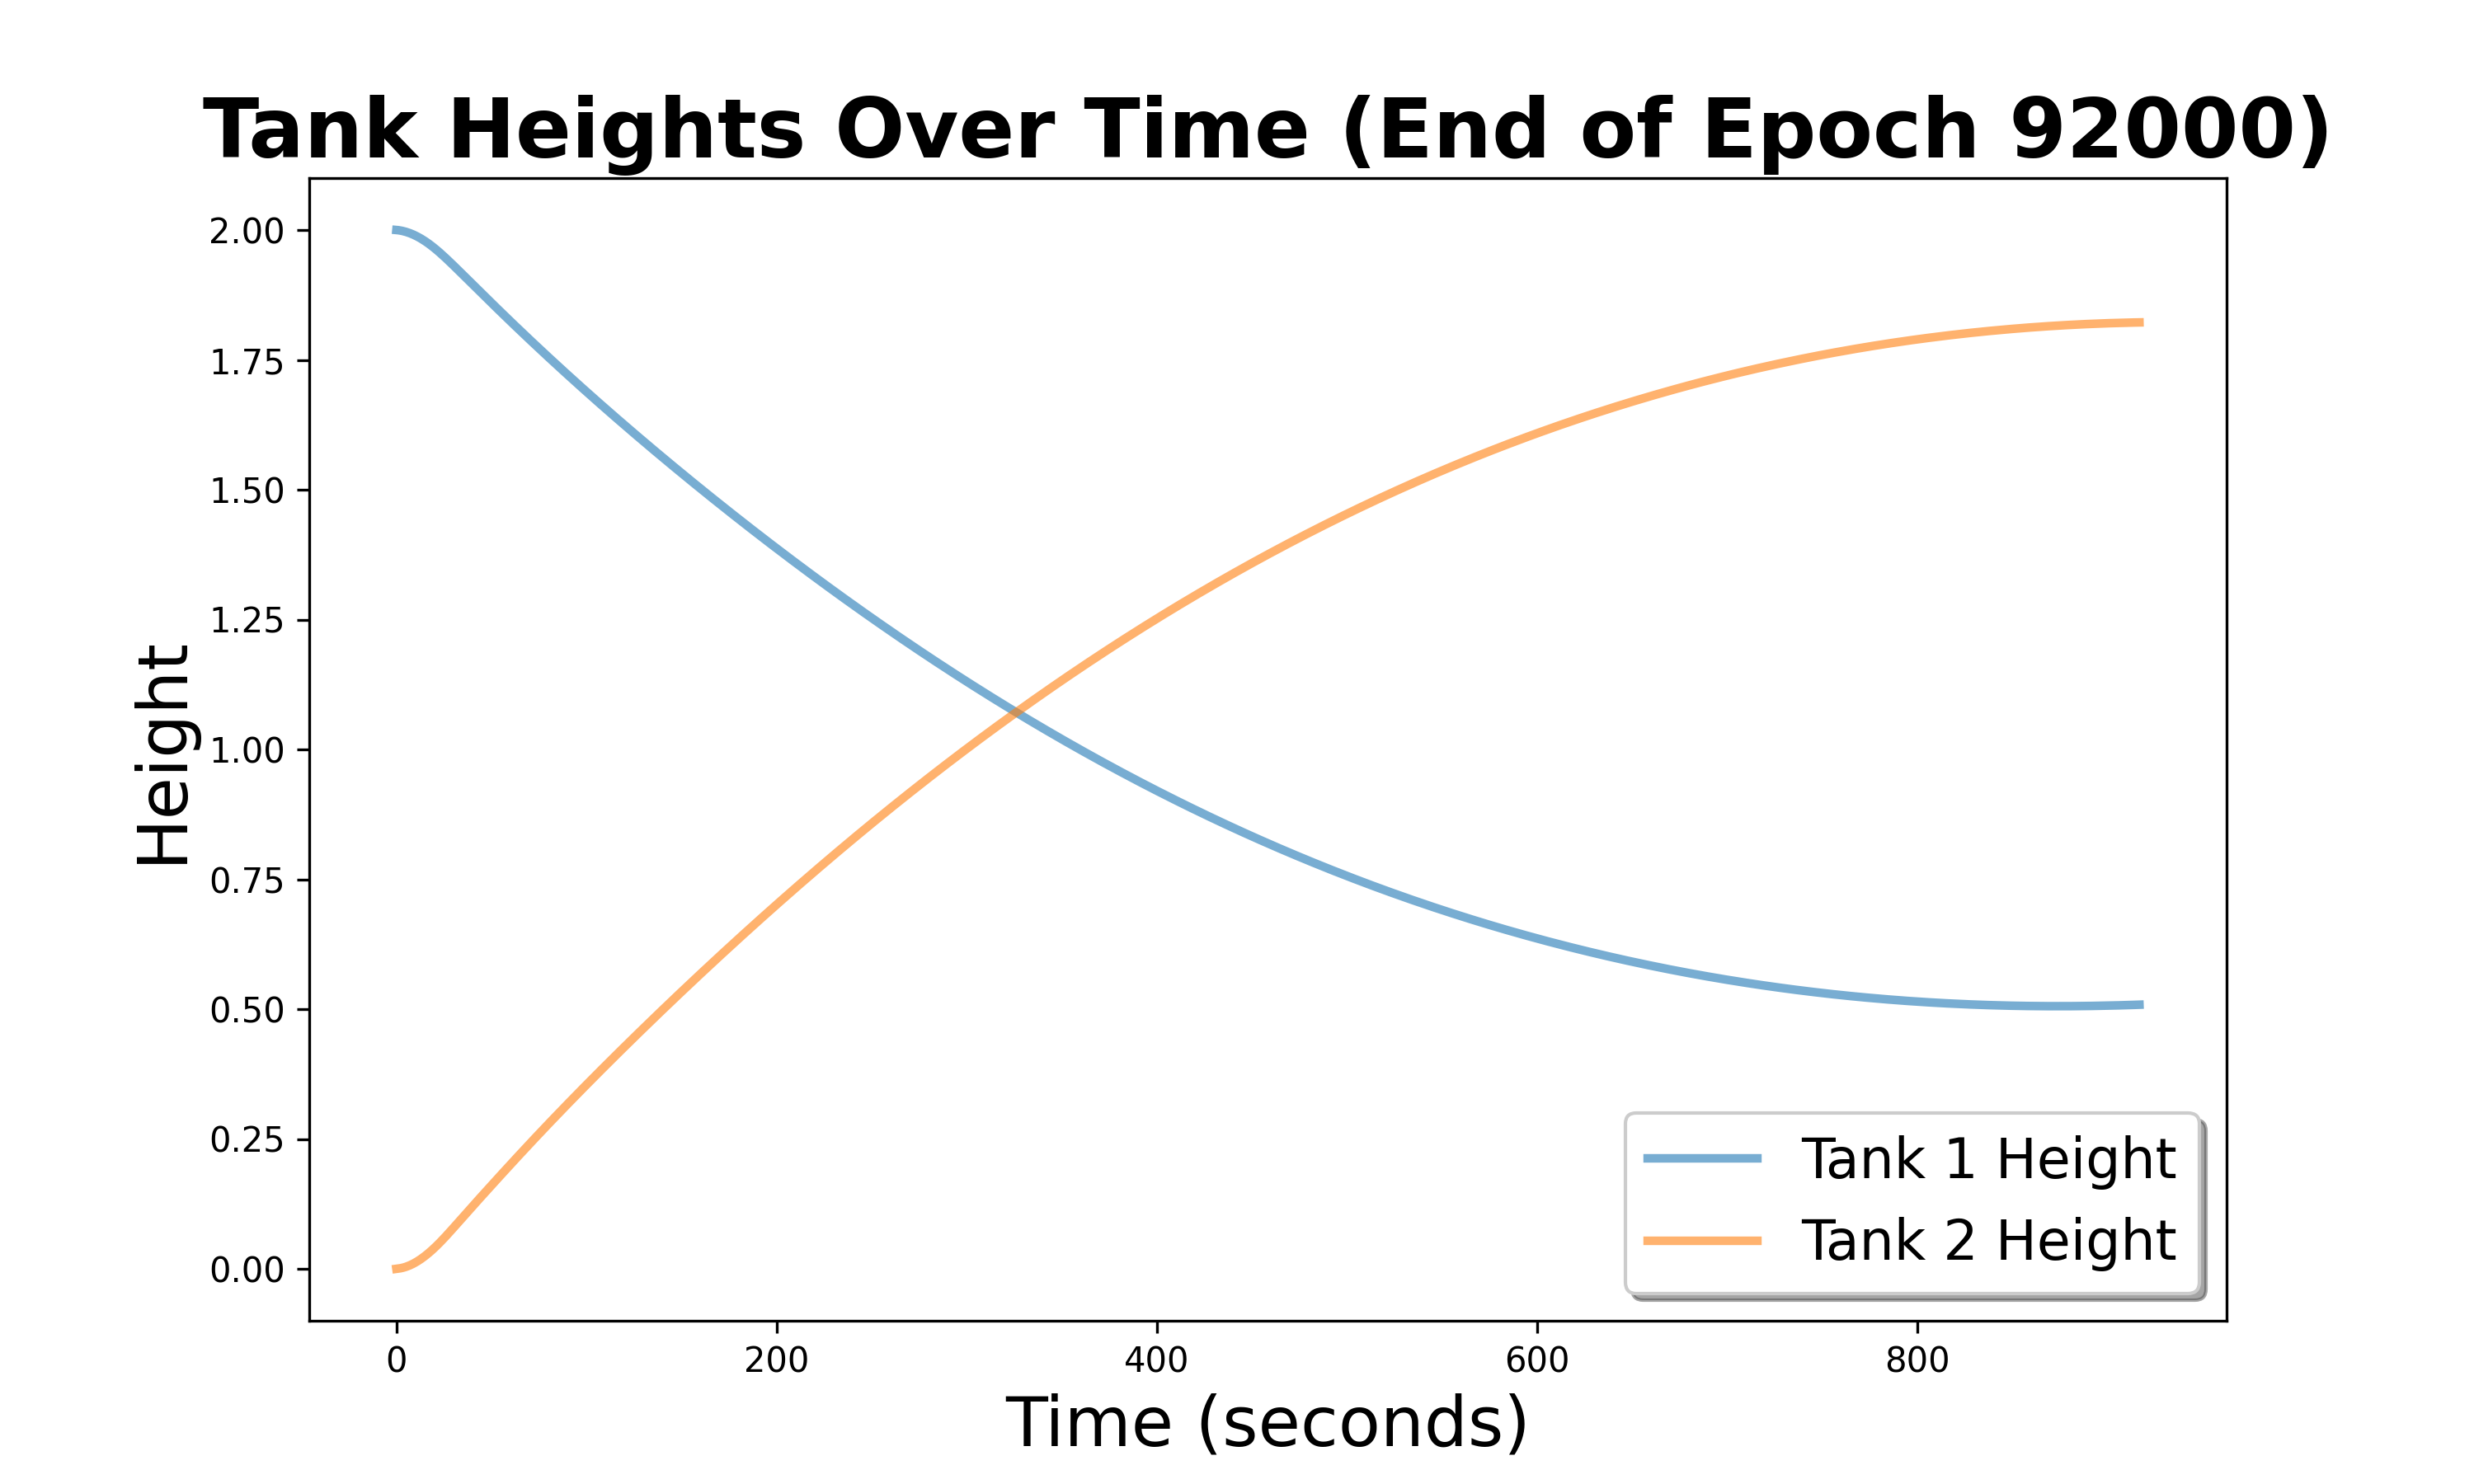 Tank Heights Over Time (End of Epoch 92000)
Height
2.00
1.75
1.50
1.25
1.00
0.75
0.50
0.25
0.00
Tank 1 Height
Tank 2 Height
0 200 400 600 800
Time (seconds)